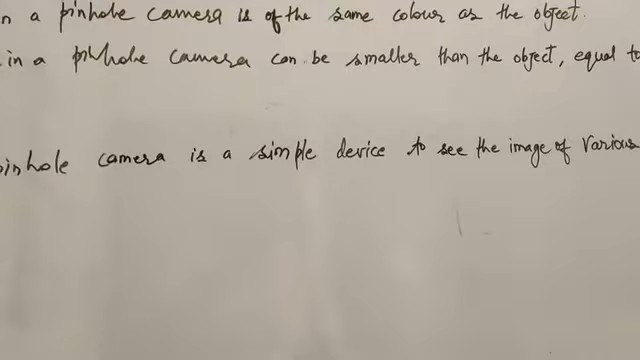 n a pinhole camera is of the same colour as the object.
in a pinhole camera can be smaller than the object, equal to
pinhole camera is a simple device to see the image of various